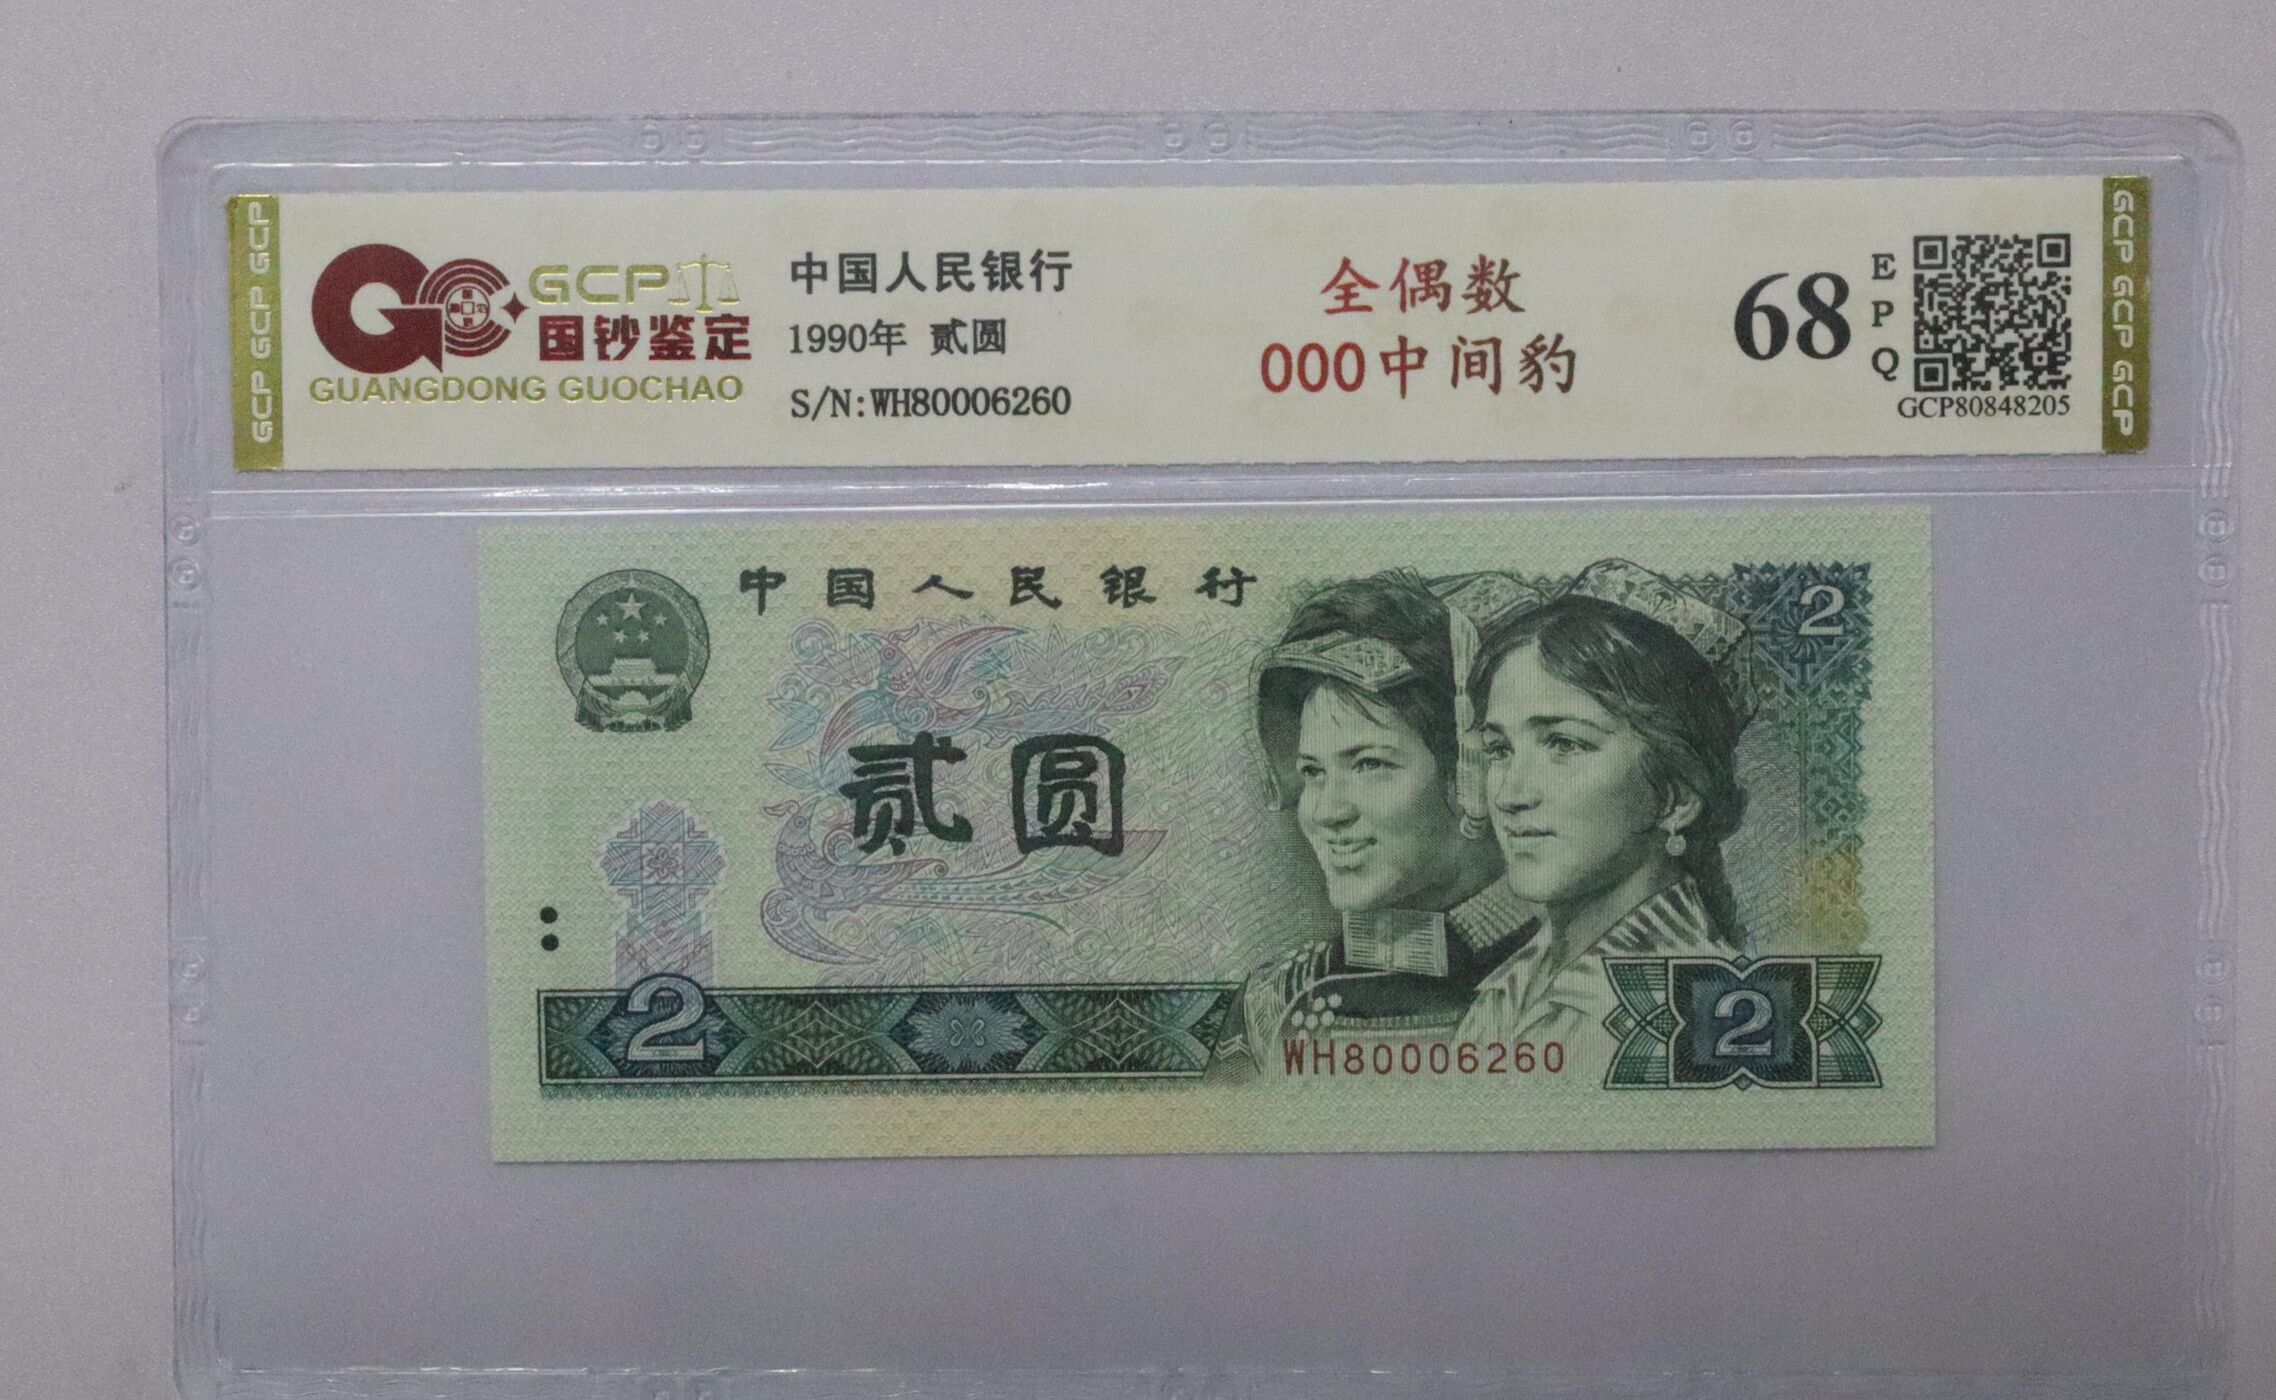 GCP GCP GCP
GCP
国钞鉴定
GUANGDONG GUOCHAO
中国人民银行
1990年 贰圆
S/N:WH80006260
全偶数
000中间豹
68
EPQ
GCP80848205
GCP GCP GCP
中国人民银行
2
贰圆
2
WH80006260
2